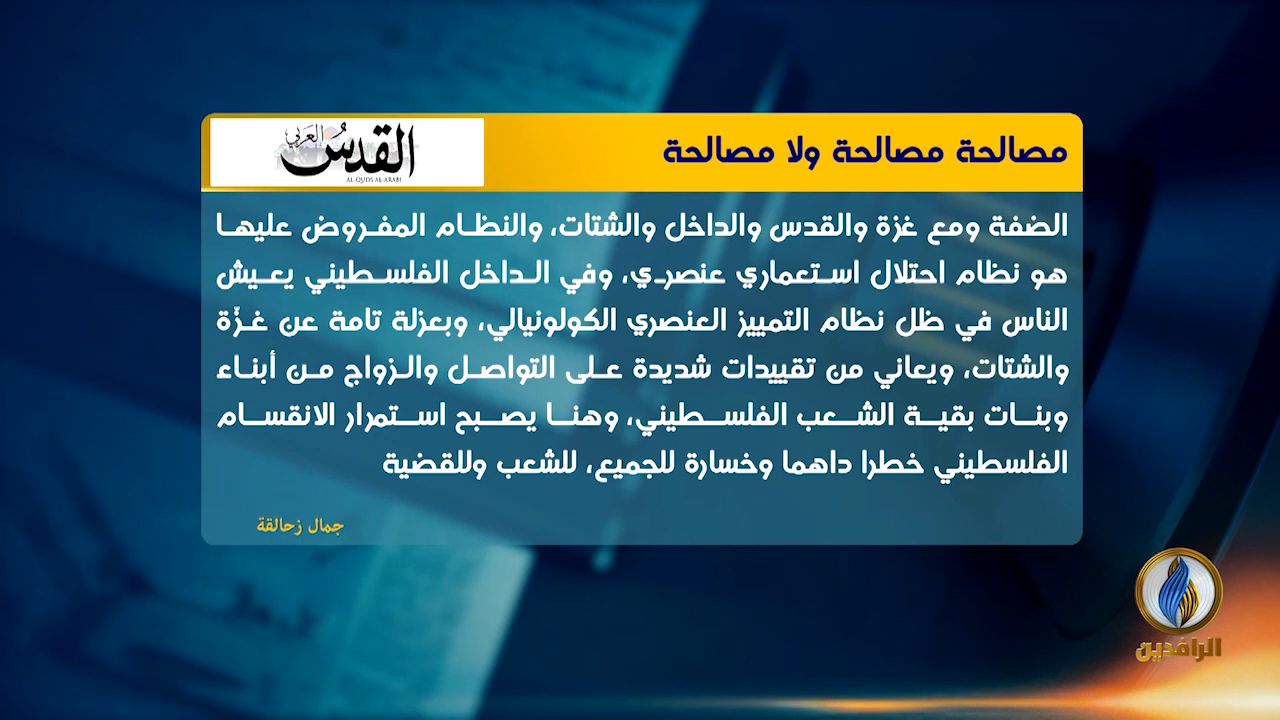 مصالحة مصالحة ولا مصالحة
القدس العربي
AL-QUDS AL-ARABI
الضفة ومع غزة والقدس والداخل والشتات، والنظام المفروض عليها
هو نظام احتلال استعماري عنصري، وفي الداخل الفلسطيني يعيش
الناس في ظل نظام التمييز العنصري الكولونيالي، وبعزلة تامة عن غزّة
والشتات، ويعاني من تقييدات شديدة على التواصل والزواج من أبناء
وبنات بقية الشعب الفلسطيني، وهنا يصبح استمرار الانقسام
الفلسطيني خطرا داهما وخسارة للجميع، للشعب وللقضية
جمال زحالقة
الرافدين